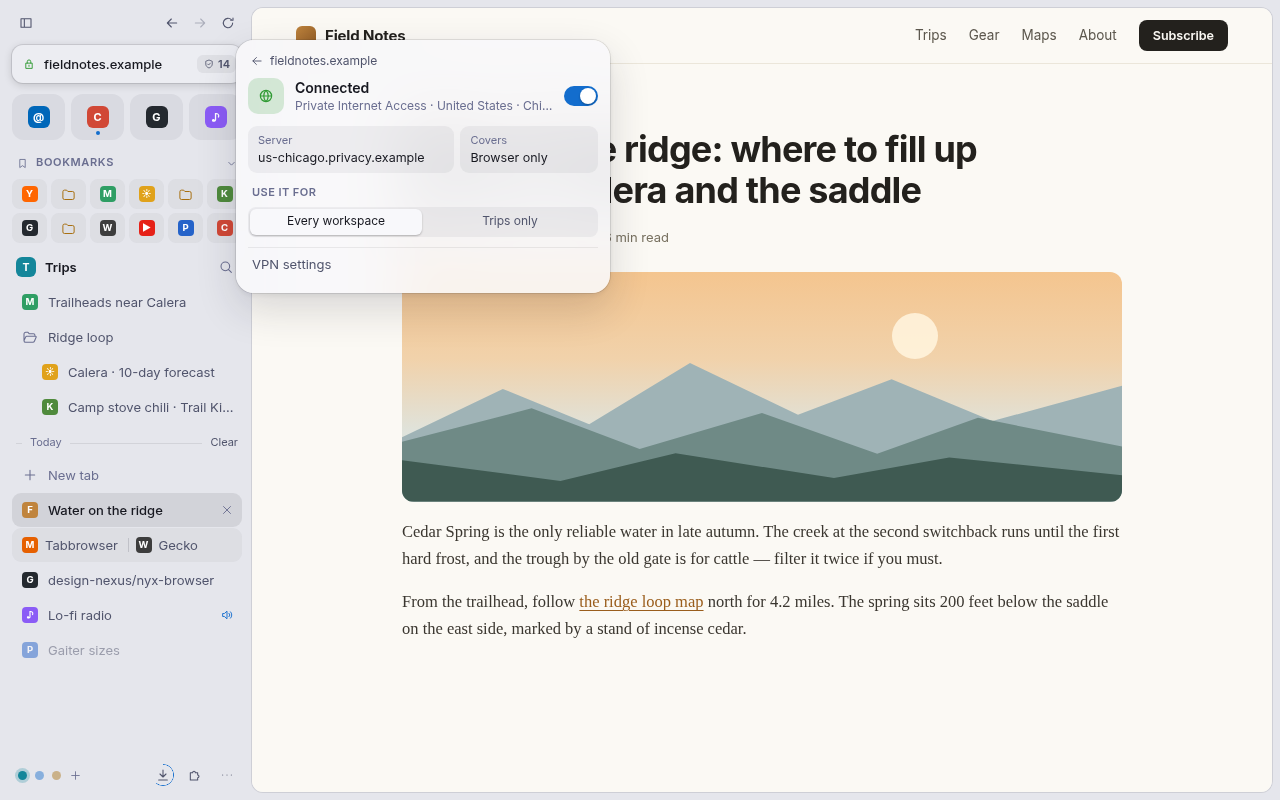 fieldnotes.example
14
@
C
G
BOOKMARKS
Y
M
K
G
W
P
C
T Trips
M Trailheads near Calera
Ridge loop
Calera · 10-day forecast
K Camp stove chili · Trail Ki...
Today
Clear
New tab
F Water on the ridge
M Tabbrowser
W Gecko
G design-nexus/nyx-browser
Lo-fi radio
P Gaiter sizes
fieldnotes.example
Connected
Private Internet Access · United States · Chi...
Server
us-chicago.privacy.example
Covers
Browser only
USE IT FOR
Every workspace
Trips only
VPN settings
Field Notes
Trips
Gear
Maps
About
Subscribe
ridge: where to fill up
and the saddle
min read
Cedar Spring is the only reliable water in late autumn. The creek at the second switchback runs until the first
hard frost, and the trough by the old gate is for cattle — filter it twice if you must.
From the trailhead, follow the ridge loop map north for 4.2 miles. The spring sits 200 feet below the saddle
on the east side, marked by a stand of incense cedar.